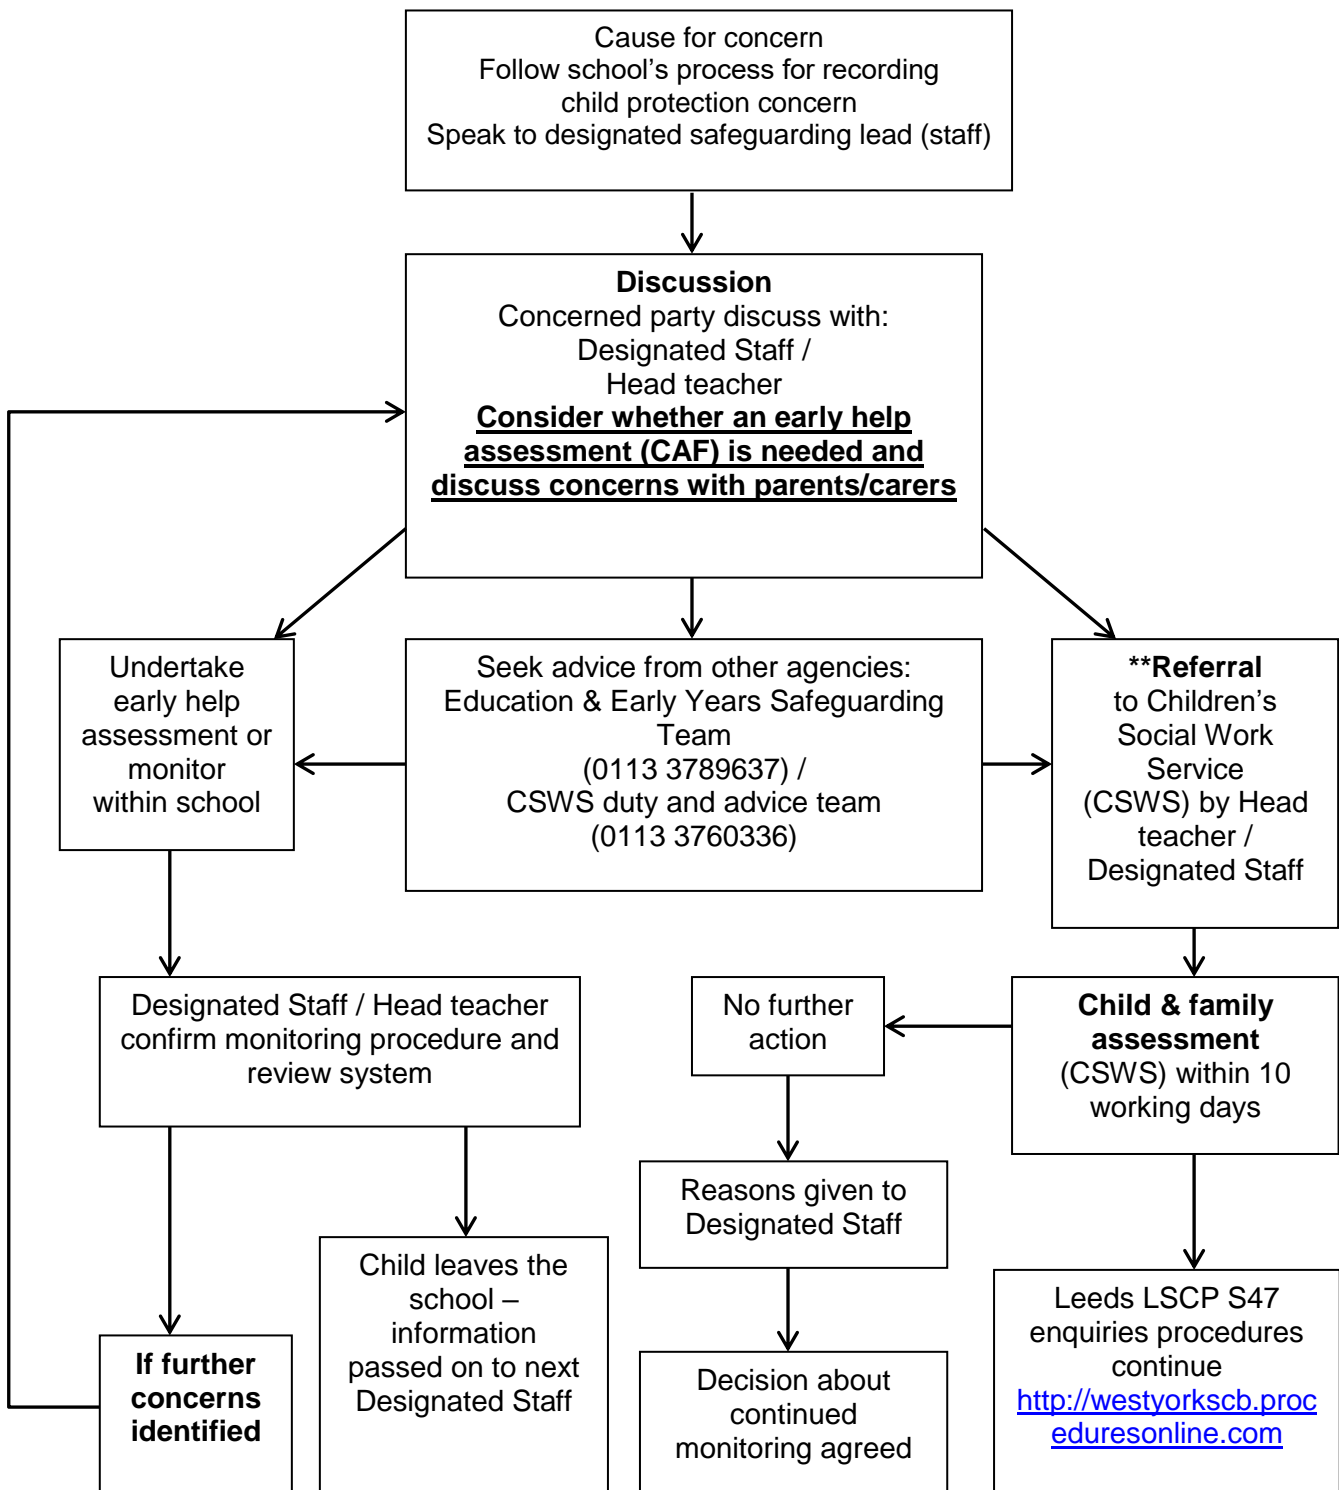 Cause for concern
Follow school's process for recording
child protection concern
Speak to designated safeguarding lead (staff)
Discussion
Concerned party discuss with:
Designated Staff /
Head teacher
Consider whether an early help
assessment (CAF) is needed and
discuss concerns with parents/carers
Undertake
early help
assessment or
monitor
within school
Seek advice from other agencies:
Education & Early Years Safeguarding
Team
(0113 3789637) /
CSWS duty and advice team
(0113 3760336)
**Referral
to Children's
Social Work
Service
(CSWS) by Head
teacher /
Designated Staff
Designated Staff / Head teacher
confirm monitoring procedure and
review system
No further
action
Child & family
assessment
(CSWS) within 10
working days
Reasons given to
Designated Staff
Child leaves the
school –
information
passed on to next
Designated Staff
If further
concerns
identified
Decision about
continued
monitoring agreed
Leeds LSCP S47
enquiries procedures
continue
http://westyorkscb.proc
eduresonline.com